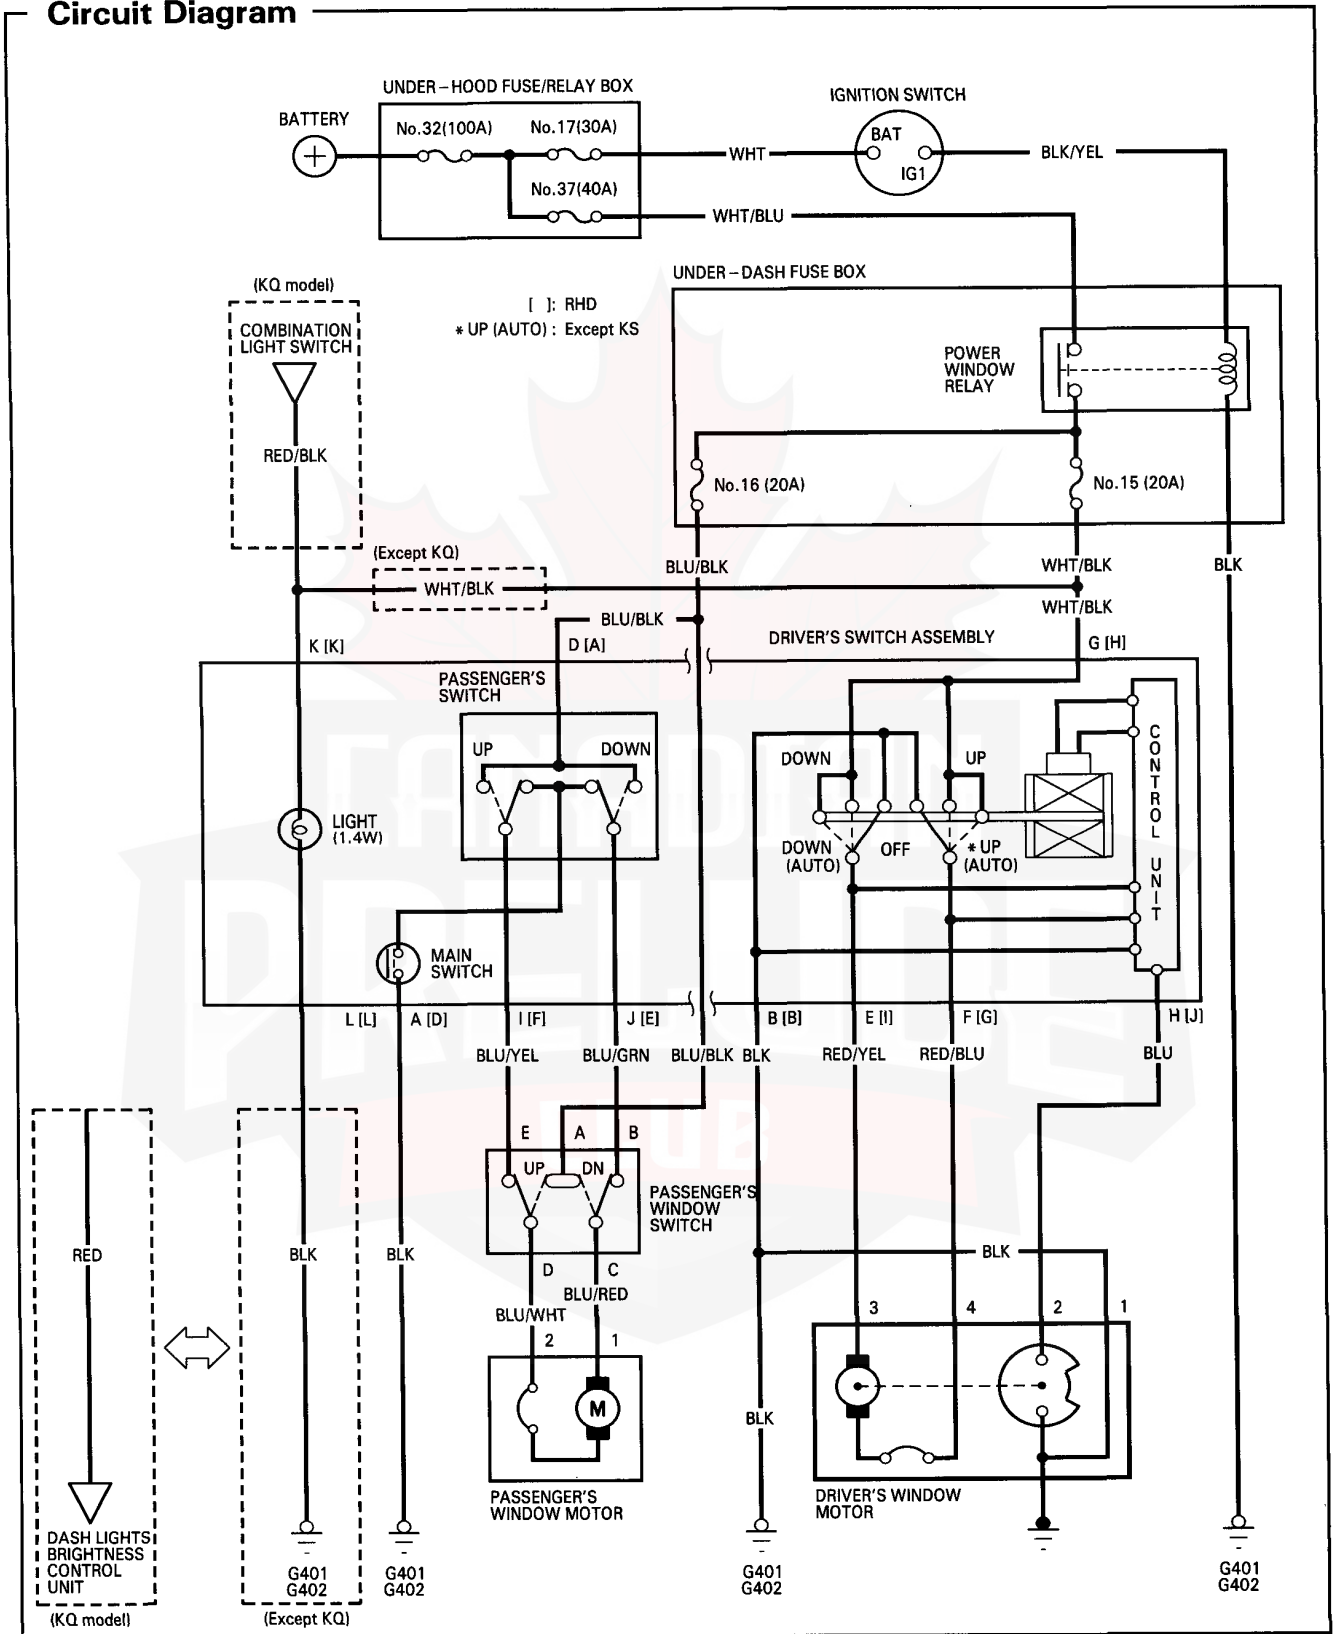 Circuit Diagram
UNDER-HOOD FUSE/RELAY BOX
IGNITION SWITCH
BATTERY
No.32(100A)
No.17(30A)
BAT
WHT
BLK/YEL
IG1
No.37(40A)
WHT/BLU
UNDER-DASH FUSE BOX
(KQ model)
[ ]: RHD
* UP (AUTO) : Except KS
COMBINATION
LIGHT SWITCH
POWER
WINDOW
RELAY
RED/BLK
No.16 (20A)
No.15 (20A)
(Except KQ)
BLU/BLK
WHT/BLK
BLK
WHT/BLK
WHT/BLK
BLU/BLK
DRIVER'S SWITCH ASSEMBLY
K [K]
D [A]
G [H]
PASSENGER'S
SWITCH
UP
DOWN
DOWN
UP
CONTROL UNIT
LIGHT
(1.4W)
DOWN
(AUTO)
OFF
* UP
(AUTO)
MAIN
SWITCH
L [L]
A [D]
I [F]
J [E]
B [B]
E [I]
F [G]
H [J]
BLU/YEL
BLU/GRN
BLU/BLK
BLK
RED/YEL
RED/BLU
BLU
CANADIAN
PRELUDE
CLUB
E
A
B
UP
DN
PASSENGER'S
WINDOW
SWITCH
RED
BLK
BLK
BLK
D
C
BLU/RED
BLU/WHT
3
4
2
1
2
1
M
BLK
PASSENGER'S
WINDOW MOTOR
DRIVER'S WINDOW
MOTOR
DASH LIGHTS
BRIGHTNESS
CONTROL
UNIT
G401
G402
G401
G402
G401
G402
G401
G402
(KQ model)
(Except KQ)